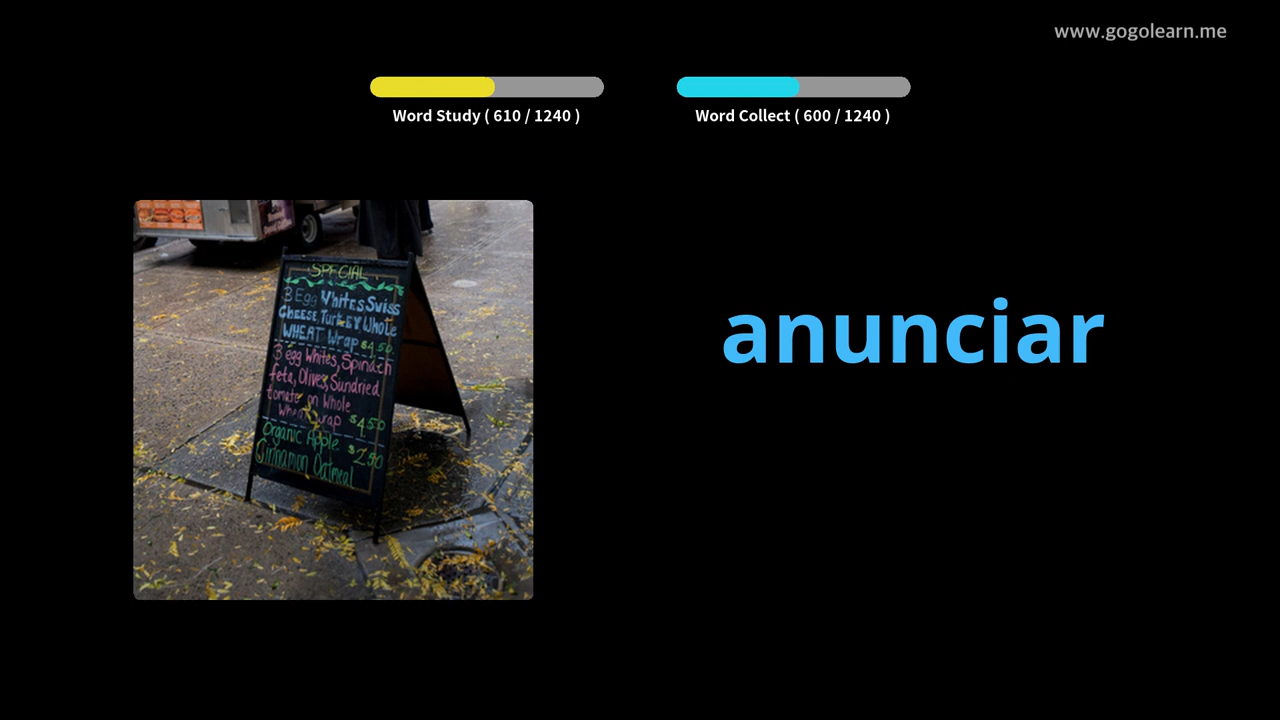 www.gogolearn.me
Word Study ( 610 / 1240 )
Word Collect ( 600 / 1240 )
SPECIAL
3 Egg Whites, Swiss
Cheese, Turkey Whole
WHEAT Wrap $4.50
3 egg Whites, Spinach
feta, Olives, Sundried
tomato on Whole
Wheat Wrap $4.50
Organic Apple $2.50
Cinnamon Oatmeal
anunciar